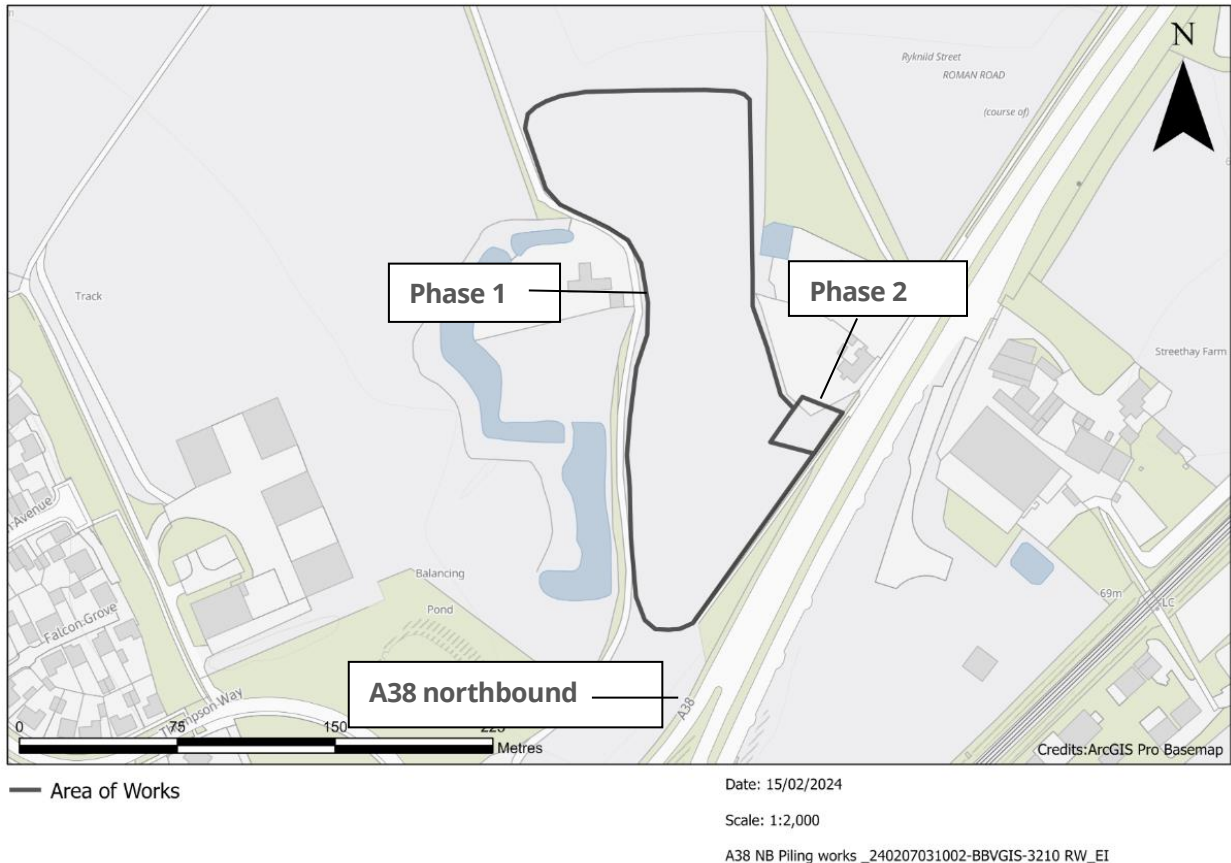 N
Ryknild Street
ROMAN ROAD
(course of)
Track
Phase 1
Phase 2
Streethay Farm
Avenue
Falcon Grove
Balancing
Pond
69m
LC
A38 northbound
A38
Way
0 75 150 225
Metres
Credits:ArcGIS Pro Basemap
Area of Works
Date: 15/02/2024
Scale: 1:2,000
A38 NB Piling works _240207031002-BBVGIS-3210 RW_EI